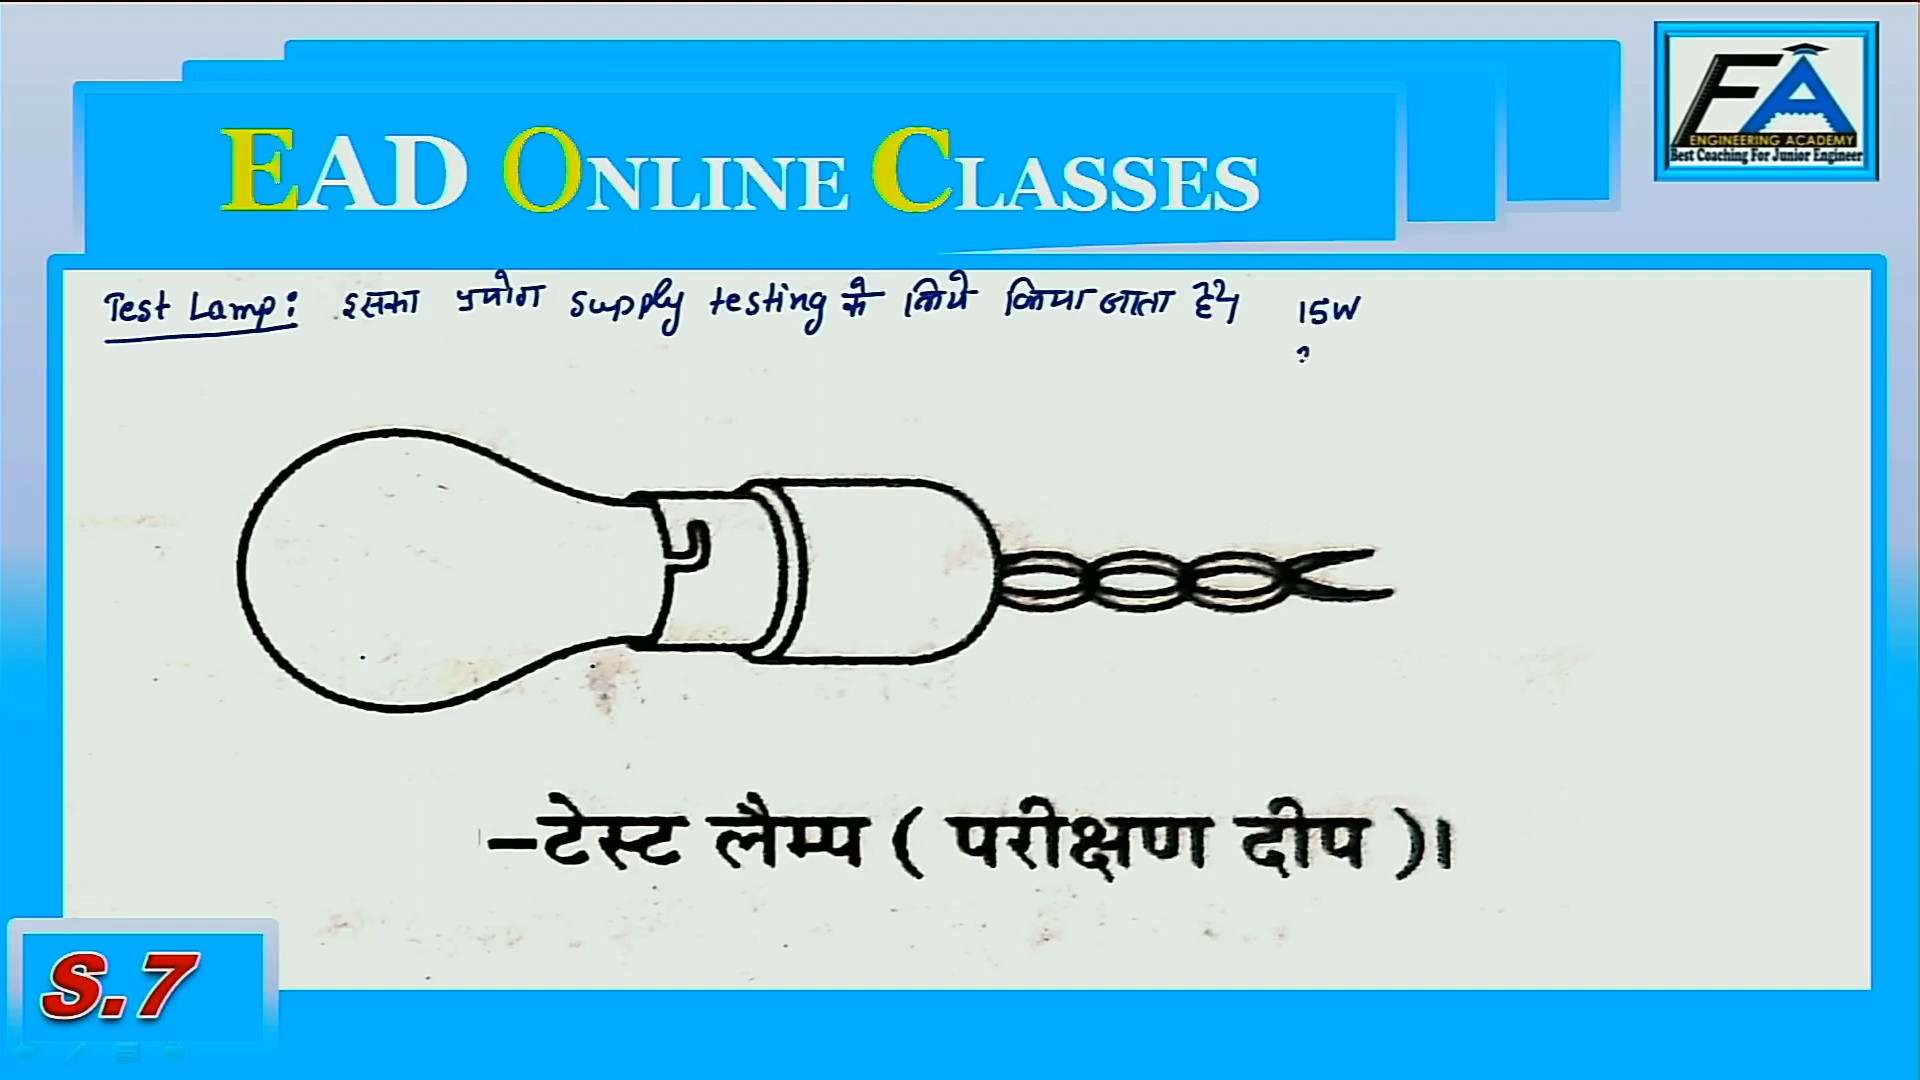 EAD ONLINE CLASSES
FA
ENGINEERING ACADEMY
Best Coaching For Junior Engineer
Test Lamp: इसका प्रयोग supply testing के लिये किया जाता है। 15W
?
–टेस्ट लैम्प ( परीक्षण दीप )।
S.7